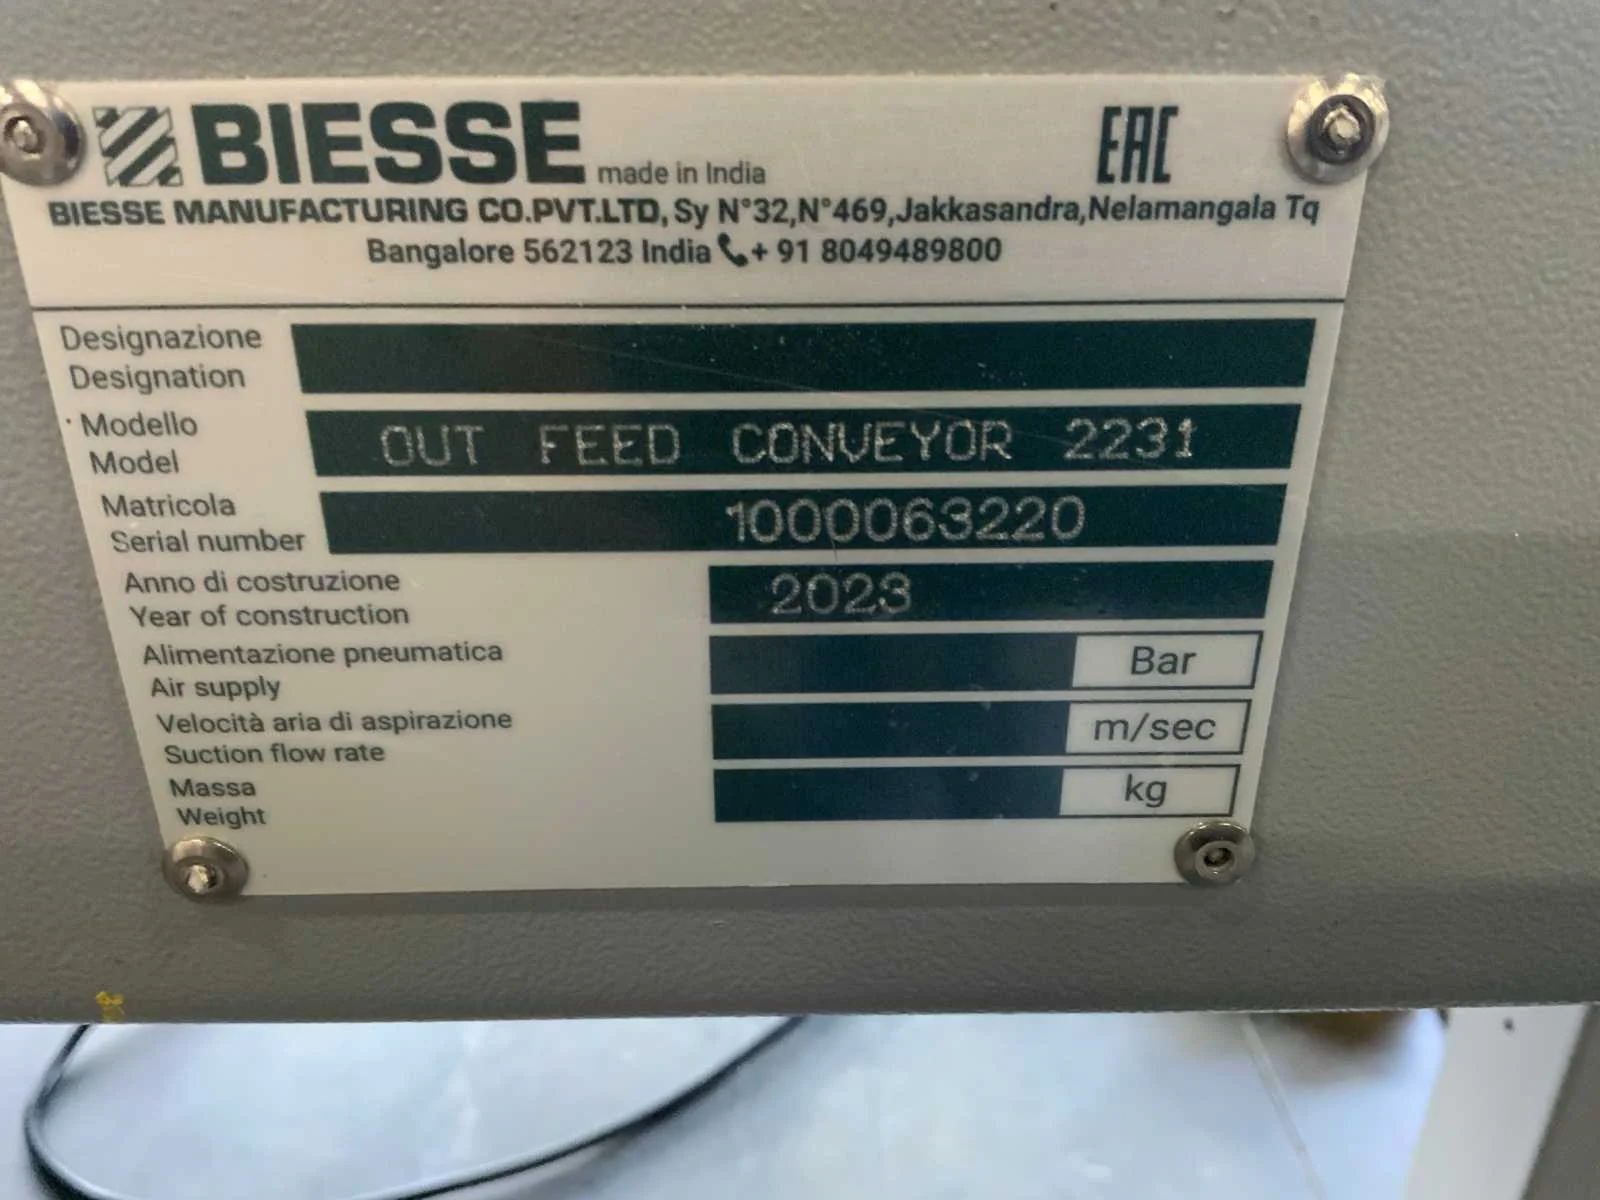 BIESSE made in India
EAC
BIESSE MANUFACTURING CO.PVT.LTD, Sy N°32,N°469,Jakkasandra,Nelamangala Tq
Bangalore 562123 India + 91 8049489800
Designazione
Designation
Modello
Model
OUT FEED CONVEYOR 2231
Matricola
Serial number
1000063220
Anno di costruzione
Year of construction
2023
Alimentazione pneumatica
Air supply
Bar
Velocità aria di aspirazione
Suction flow rate
m/sec
Massa
Weight
kg